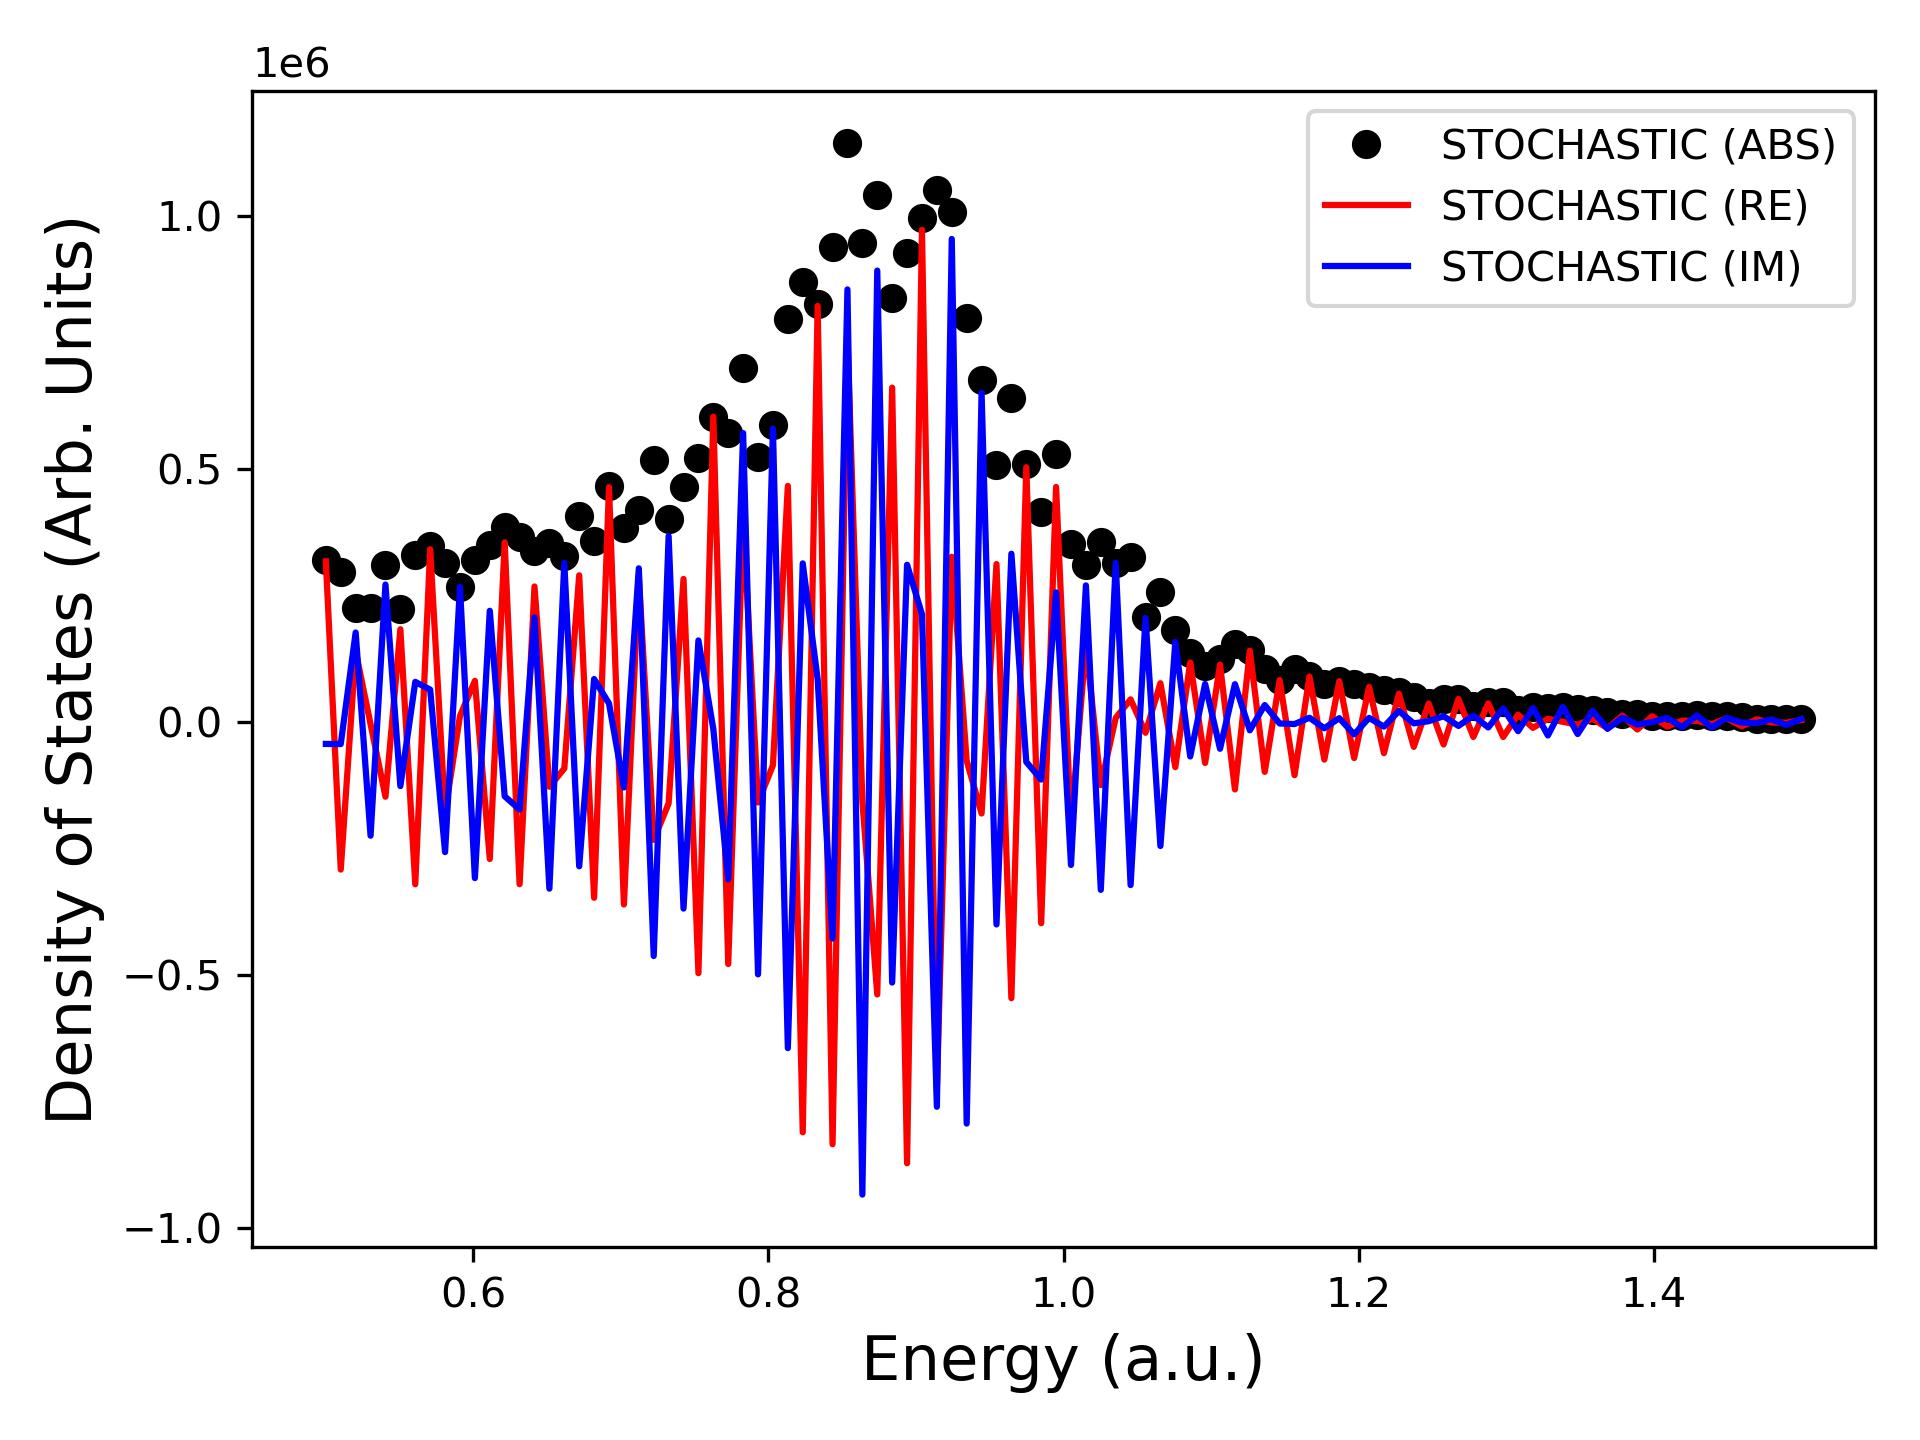 1e6
STOCHASTIC (ABS)
STOCHASTIC (RE)
STOCHASTIC (IM)
Density of States (Arb. Units)
1.0
0.5
0.0
−0.5
−1.0
0.6 0.8 1.0 1.2 1.4
Energy (a.u.)